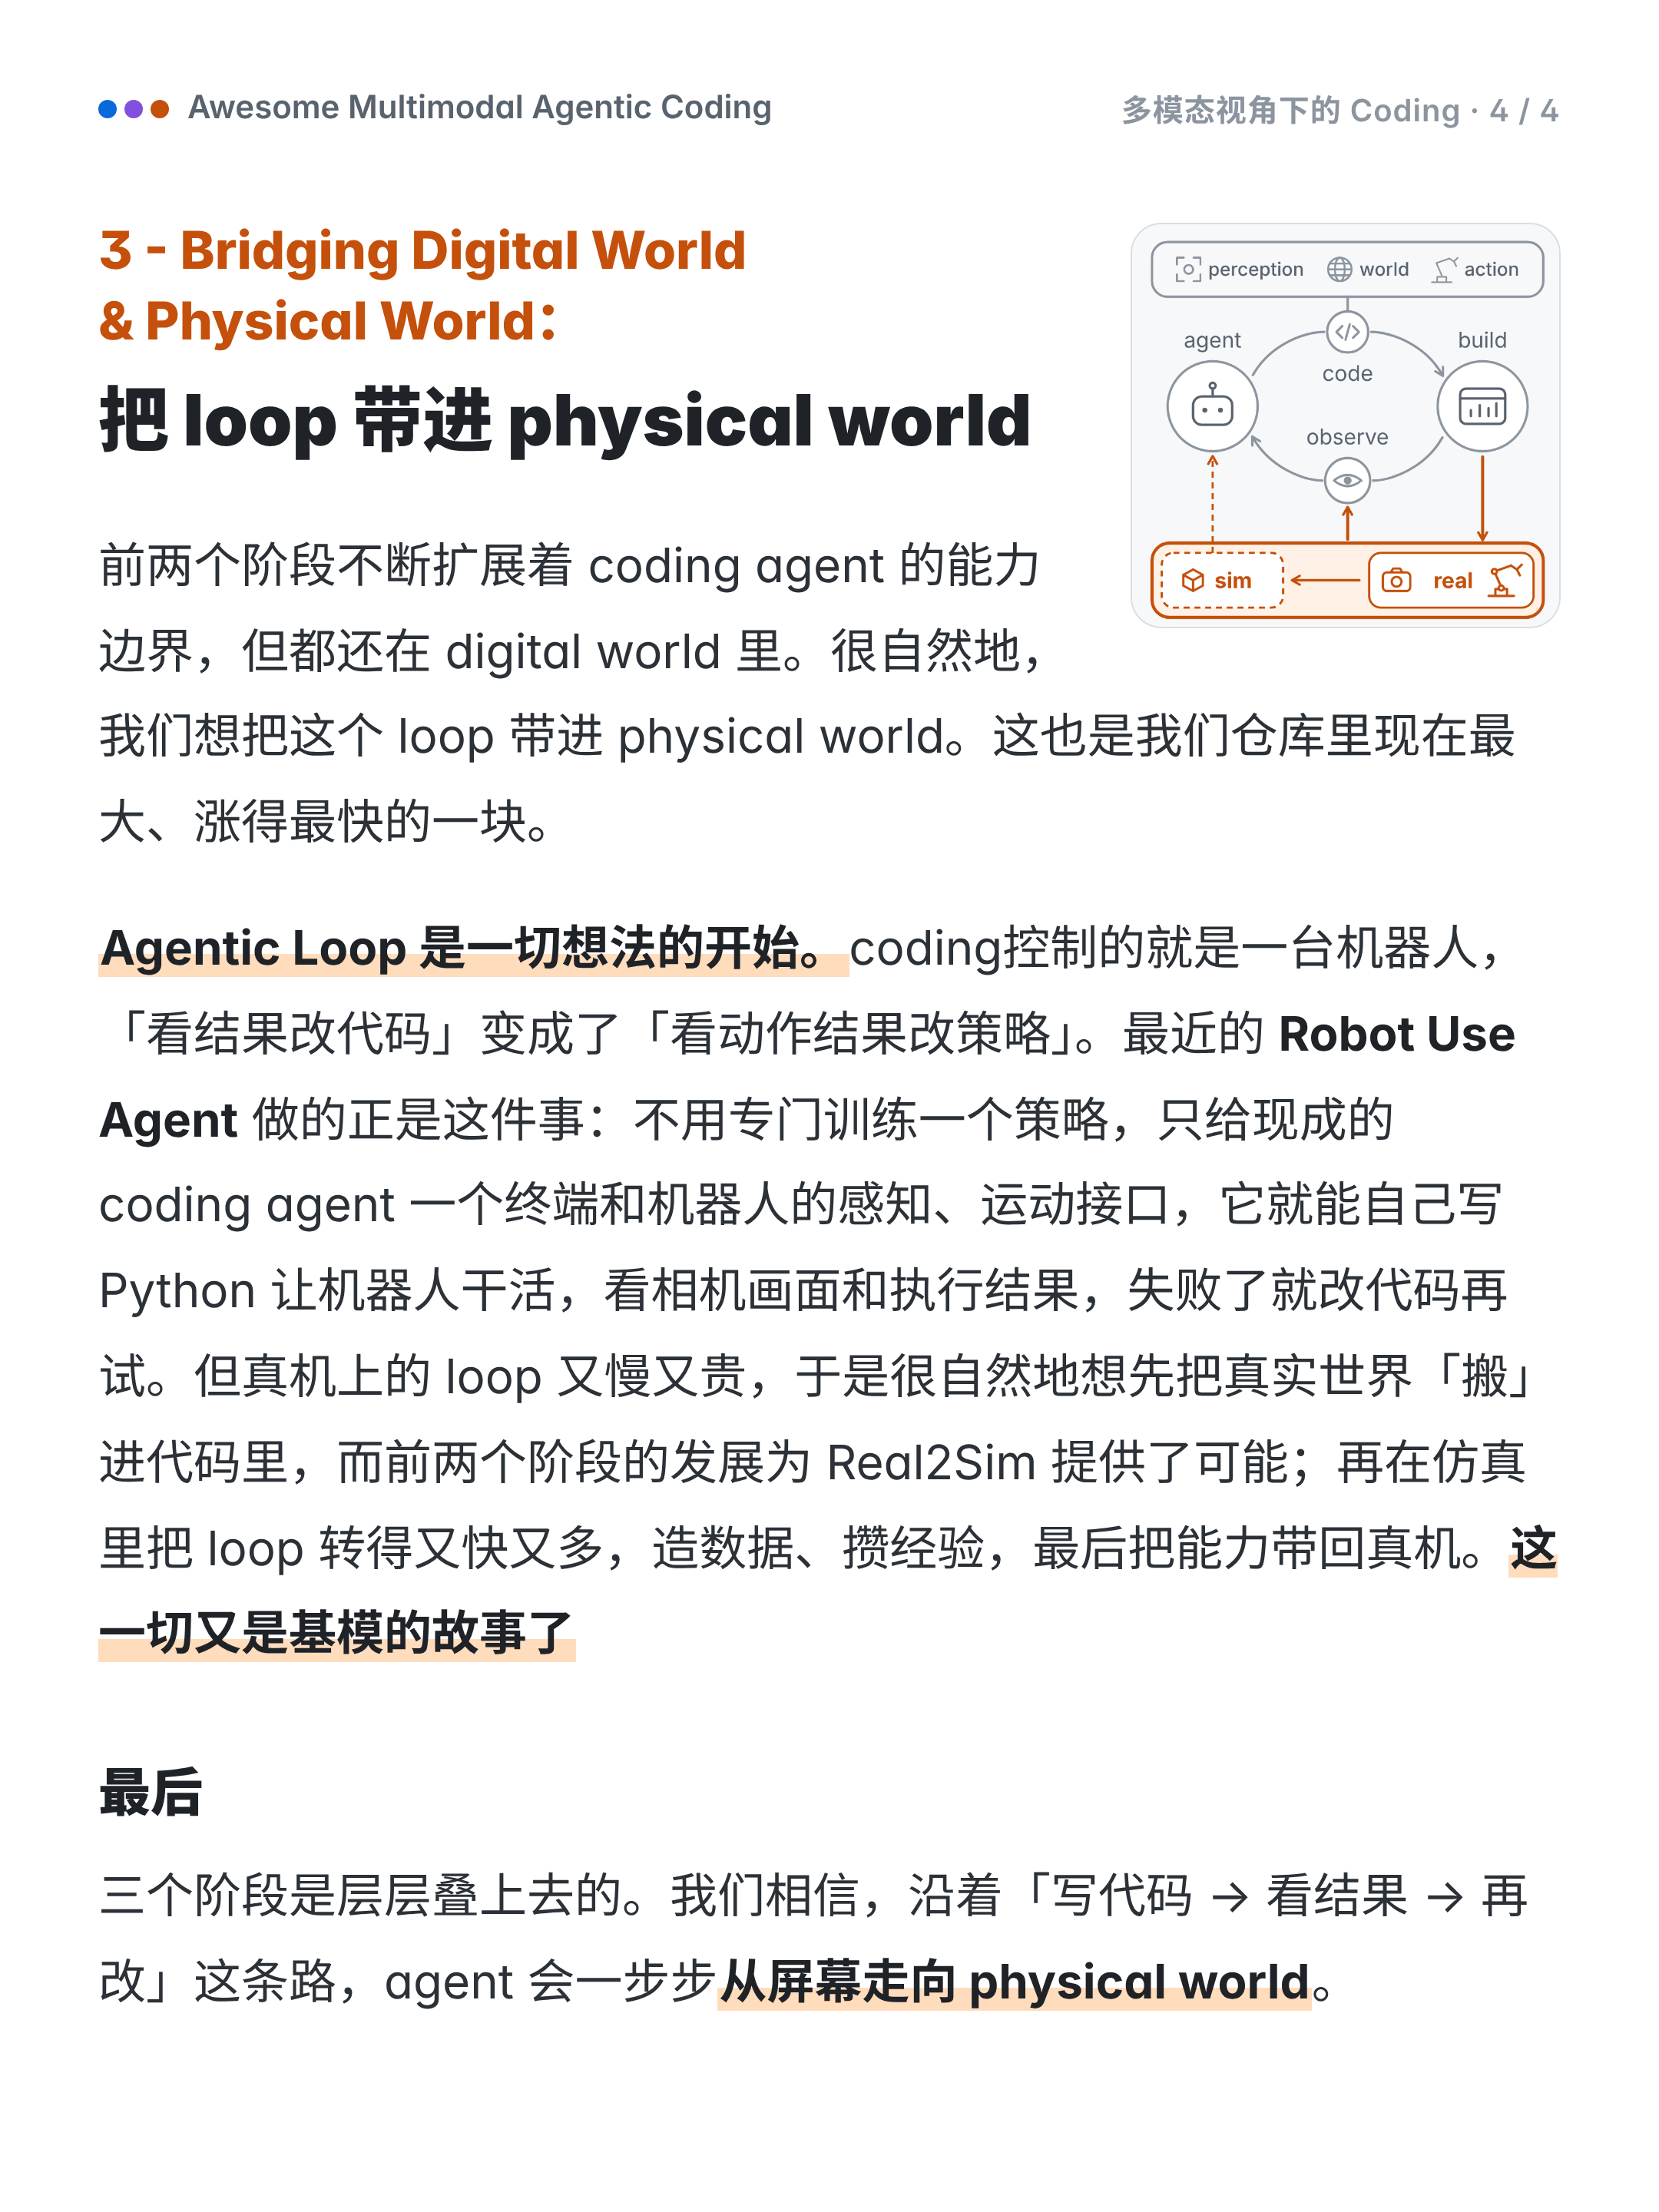 Awesome Multimodal Agentic Coding
多模态视角下的 Coding · 4 / 4
3 - Bridging Digital World
& Physical World：
把 loop 带进 physical world
perception world action
agent
build
code
observe
sim
real
前两个阶段不断扩展着 coding agent 的能力
边界，但都还在 digital world 里。很自然地，
我们想把这个 loop 带进 physical world。这也是我们仓库里现在最
大、涨得最快的一块。
Agentic Loop 是一切想法的开始。coding控制的就是一台机器人，
「看结果改代码」变成了「看动作结果改策略」。最近的 Robot Use
Agent 做的正是这件事：不用专门训练一个策略，只给现成的
coding agent 一个终端和机器人的感知、运动接口，它就能自己写
Python 让机器人干活，看相机画面和执行结果，失败了就改代码再
试。但真机上的 loop 又慢又贵，于是很自然地想先把真实世界「搬」
进代码里，而前两个阶段的发展为 Real2Sim 提供了可能；再在仿真
里把 loop 转得又快又多，造数据、攒经验，最后把能力带回真机。这
一切又是基模的故事了
最后
三个阶段是层层叠上去的。我们相信，沿着「写代码 → 看结果 → 再
改」这条路，agent 会一步步从屏幕走向 physical world。